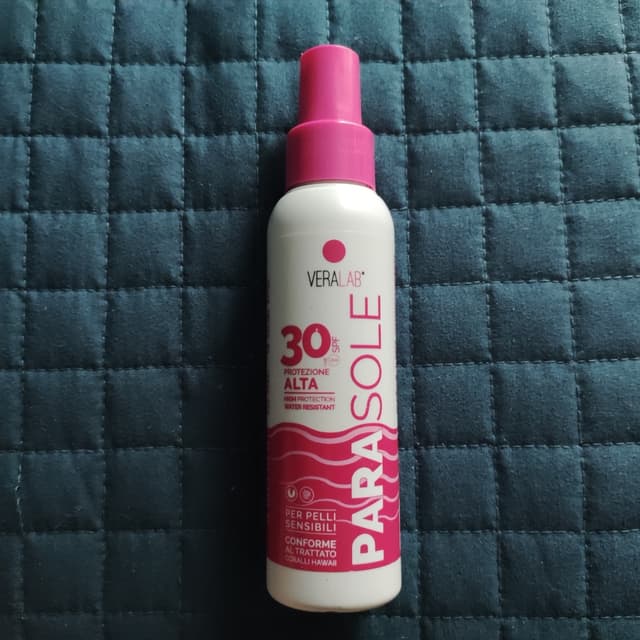 VERALAB®
30
SPF
PROTEZIONE
ALTA
HIGH PROTECTION
WATER RESISTANT
PARASOLE
PER PELLI
SENSIBILI
CONFORME
AL TRATTATO
CORALLI HAWAII